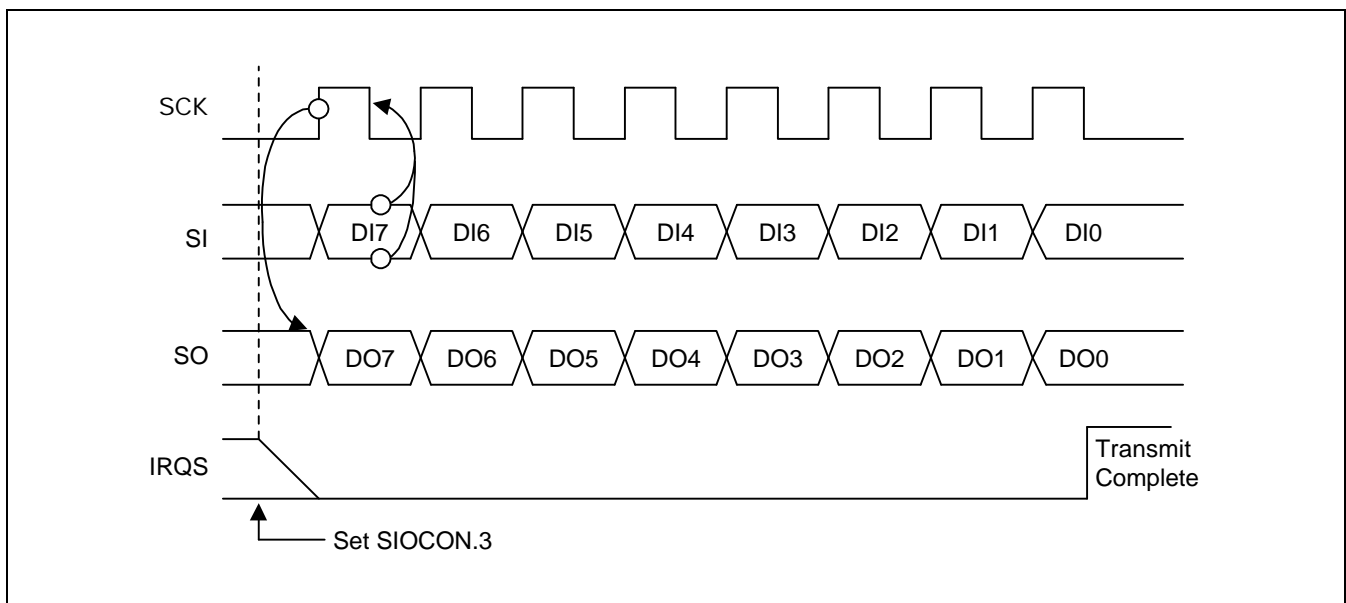 SCK
SI DI7 DI6 DI5 DI4 DI3 DI2 DI1 DI0
SO DO7 DO6 DO5 DO4 DO3 DO2 DO1 DO0
IRQS
Transmit
Complete
Set SIOCON.3